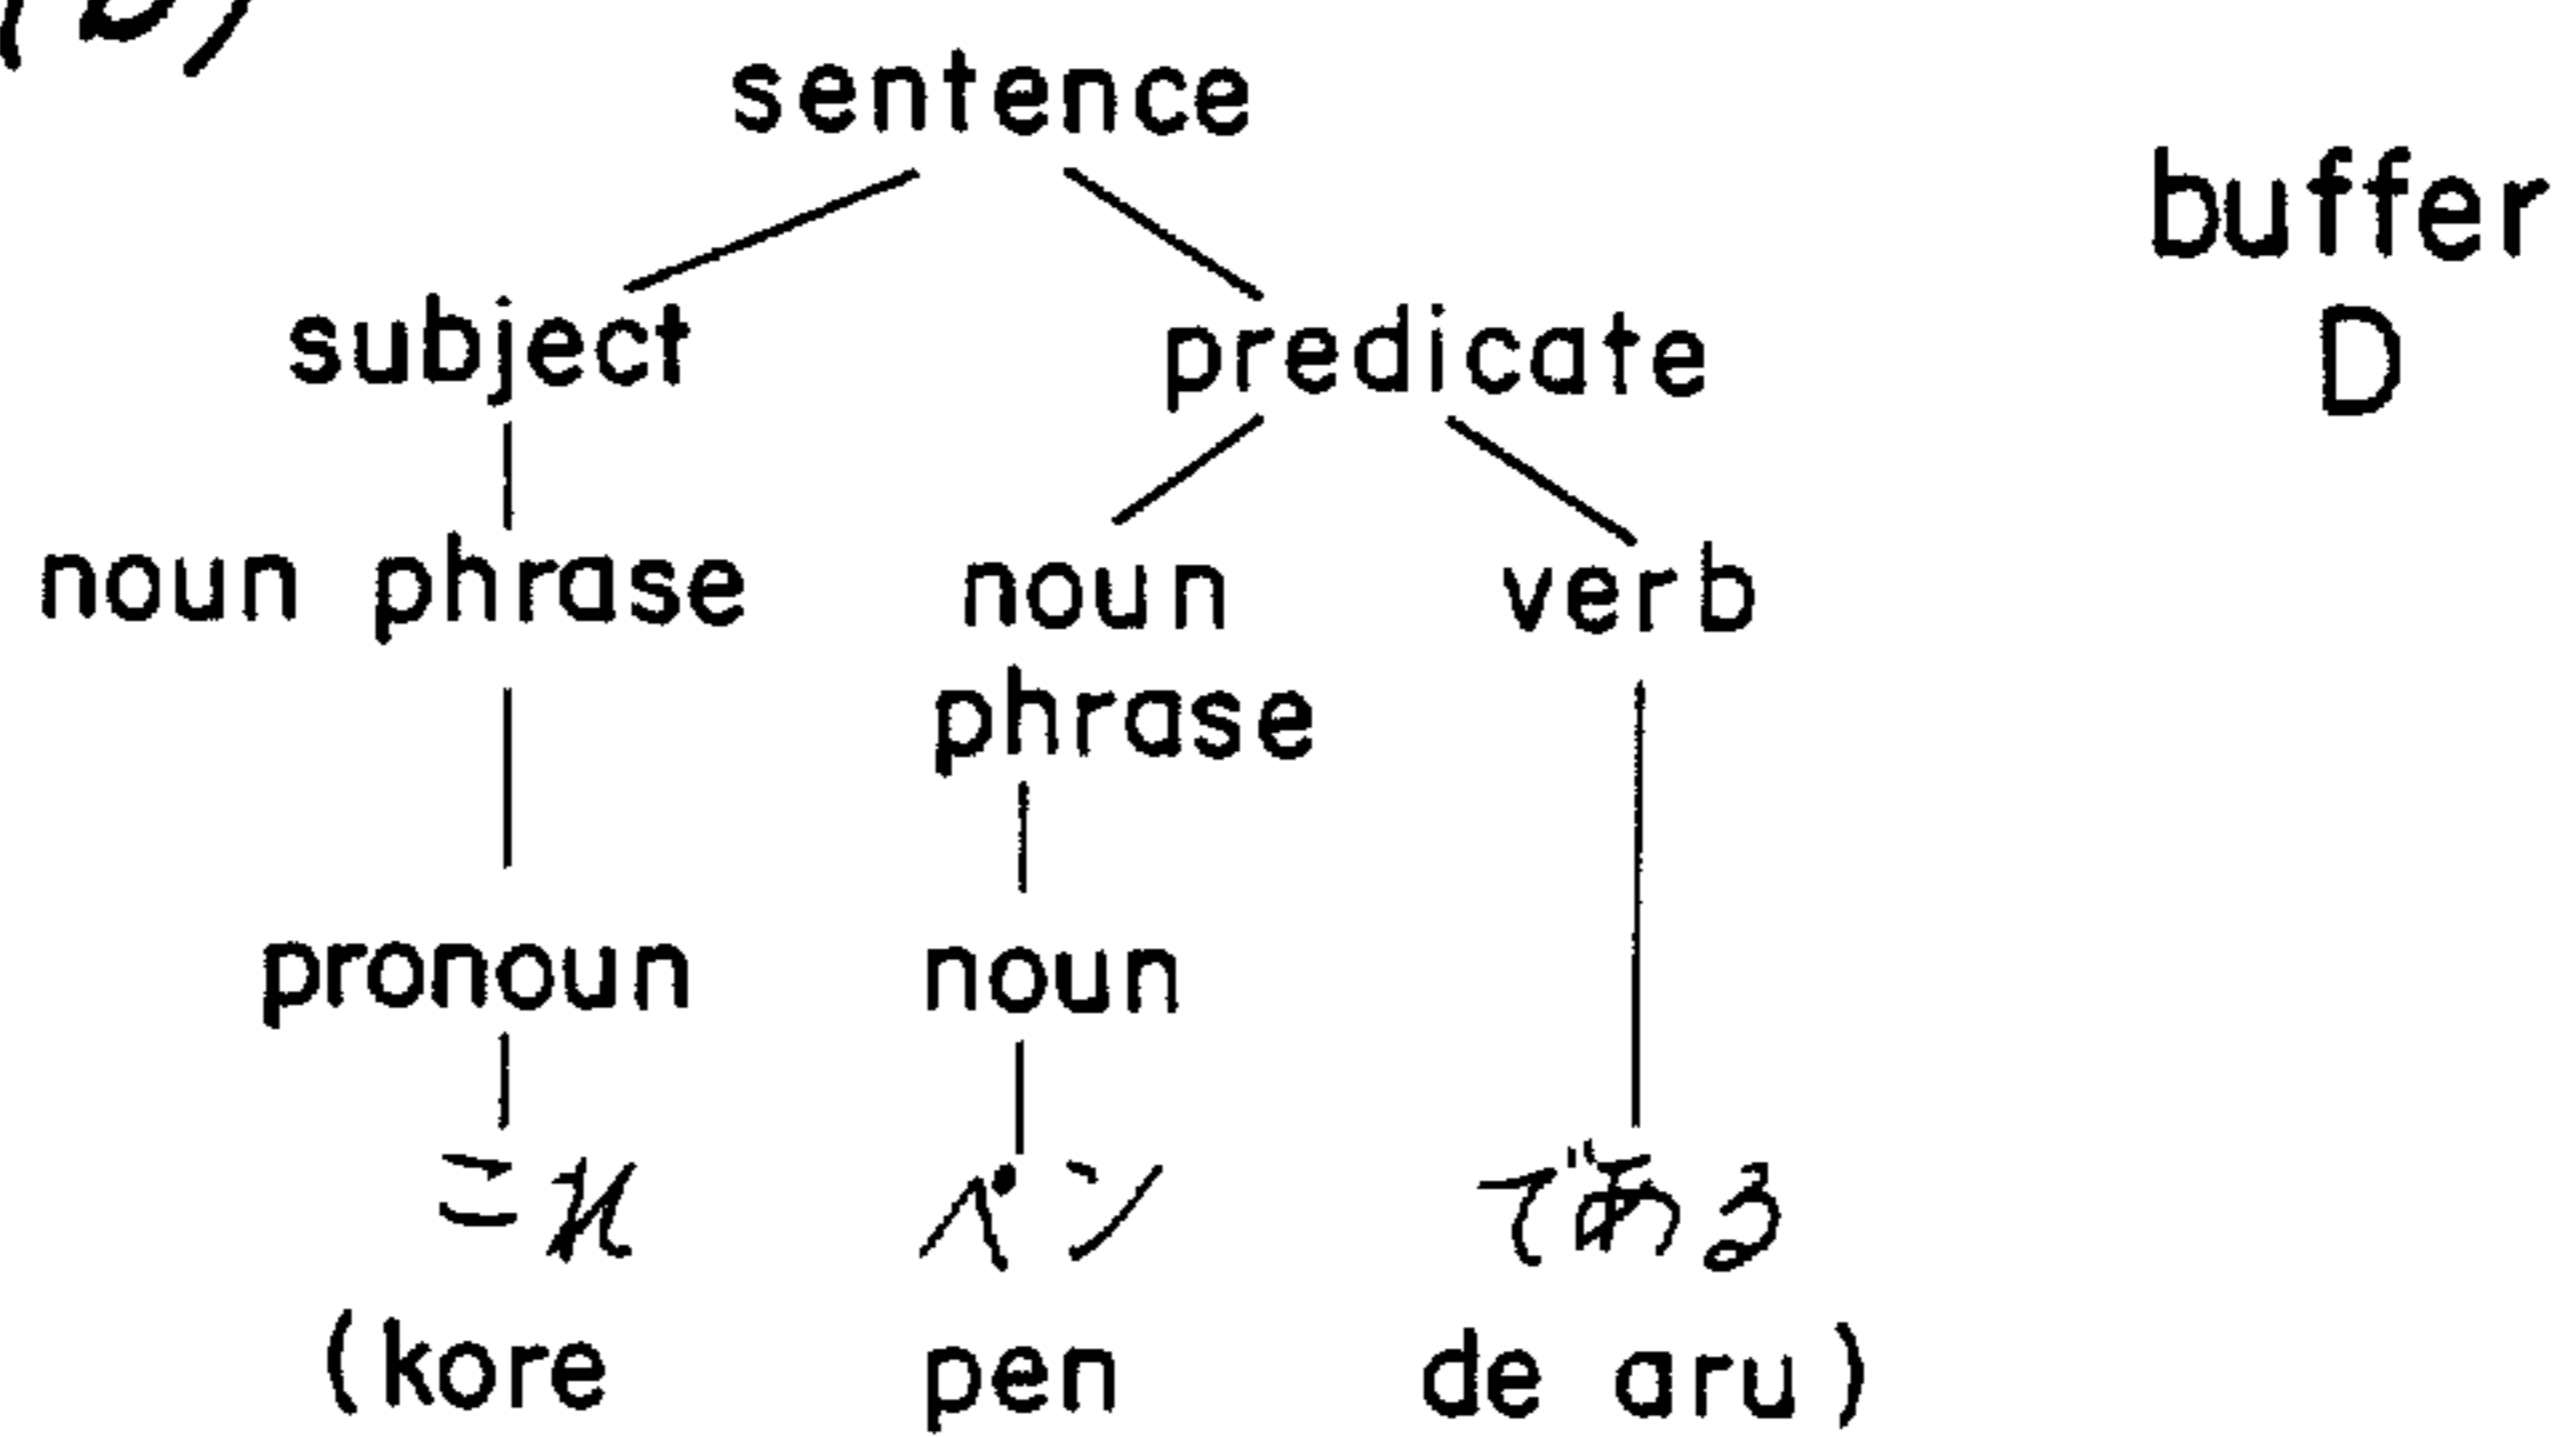 (b)
sentence
buffer
D
subject predicate
noun phrase noun phrase verb
pronoun noun
これ ペン である
(kore pen de aru)